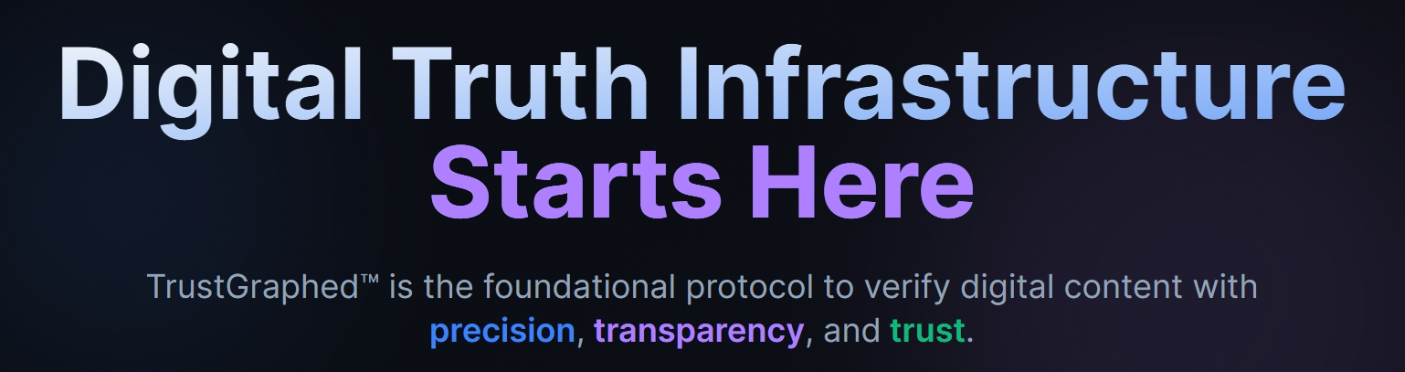 Digital Truth Infrastructure
Starts Here
TrustGraphed™ is the foundational protocol to verify digital content with
precision, transparency, and trust.